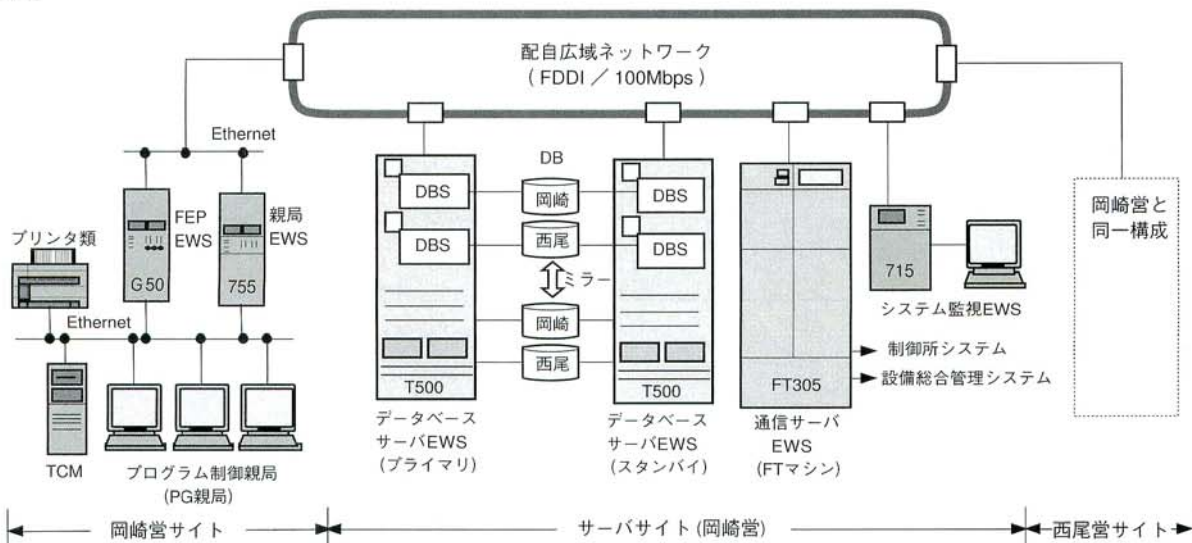 配自広域ネットワーク
( FDDI ／ 100Mbps )
Ethernet
プリンタ類
FEP
EWS
親局
EWS
G50
755
Ethernet
TCM
プログラム制御親局
(PG親局)
DB
DBS
DBS
岡崎
西尾
ミラー
岡崎
西尾
DBS
DBS
T500
T500
データベース
サーバEWS
(プライマリ)
データベース
サーバEWS
(スタンバイ)
FT305
通信サーバ
EWS
(FTマシン)
715
システム監視EWS
制御所システム
設備総合管理システム
岡崎営と
同一構成
岡崎営サイト
サーバサイト(岡崎営)
西尾営サイト